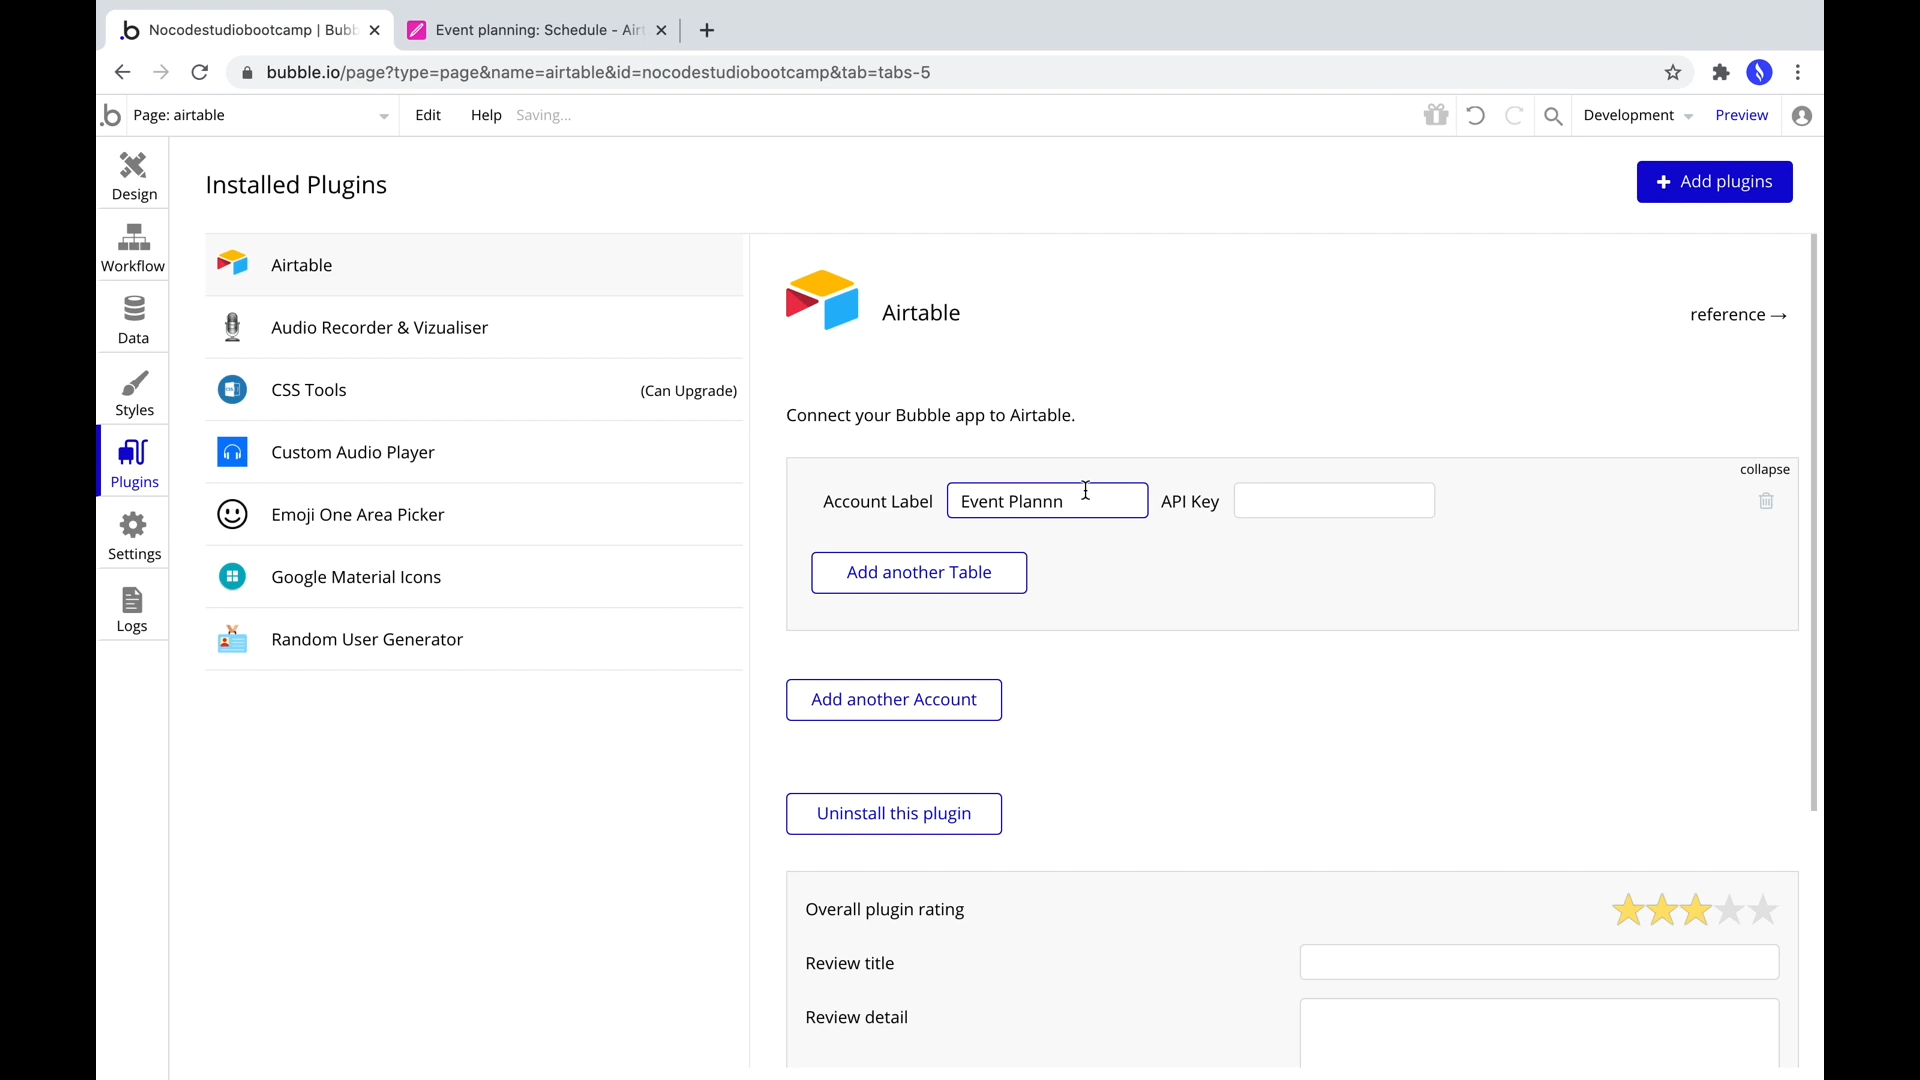 Nocodestudiobootcamp | Bubb
Event planning: Schedule - Airt
bubble.io/page?type=page&name=airtable&id=nocodestudiobootcamp&tab=tabs-5
Page: airtable
Edit
Help
Saving...
Development
Preview
Design
Workflow
Data
Styles
Plugins
Settings
Logs
Installed Plugins
Add plugins
Airtable
Audio Recorder & Vizualiser
CSS Tools
(Can Upgrade)
Custom Audio Player
Emoji One Area Picker
Google Material Icons
Random User Generator
Airtable
reference →
Connect your Bubble app to Airtable.
collapse
Account Label
Event Plannn
API Key
Add another Table
Add another Account
Uninstall this plugin
Overall plugin rating
Review title
Review detail